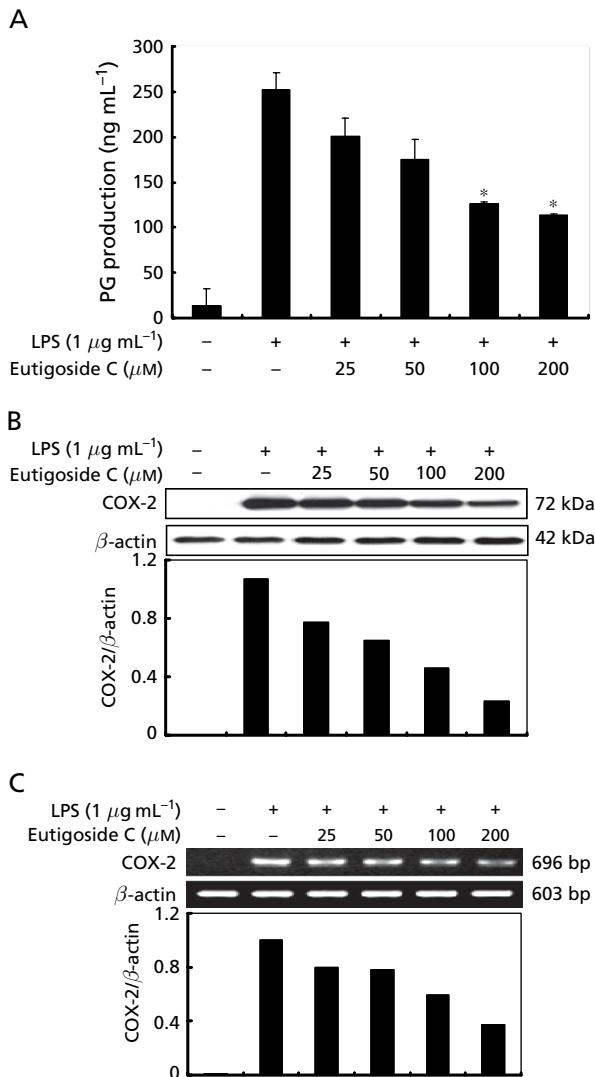 A
PG production (ng mL⁻¹)
300
250
200
150
100
50
0
* *
LPS (1 μg mL⁻¹) – + + + + +
Eutigoside C (μM) – – 25 50 100 200
B
LPS (1 μg mL⁻¹) – + + + + +
Eutigoside C (μM) – – 25 50 100 200
COX-2 72 kDa
β-actin 42 kDa
COX-2/β-actin
1.2
0.8
0.4
0
C
LPS (1 μg mL⁻¹) – + + + + +
Eutigoside C (μM) – – 25 50 100 200
COX-2 696 bp
β-actin 603 bp
COX-2/β-actin
1.2
0.8
0.4
0